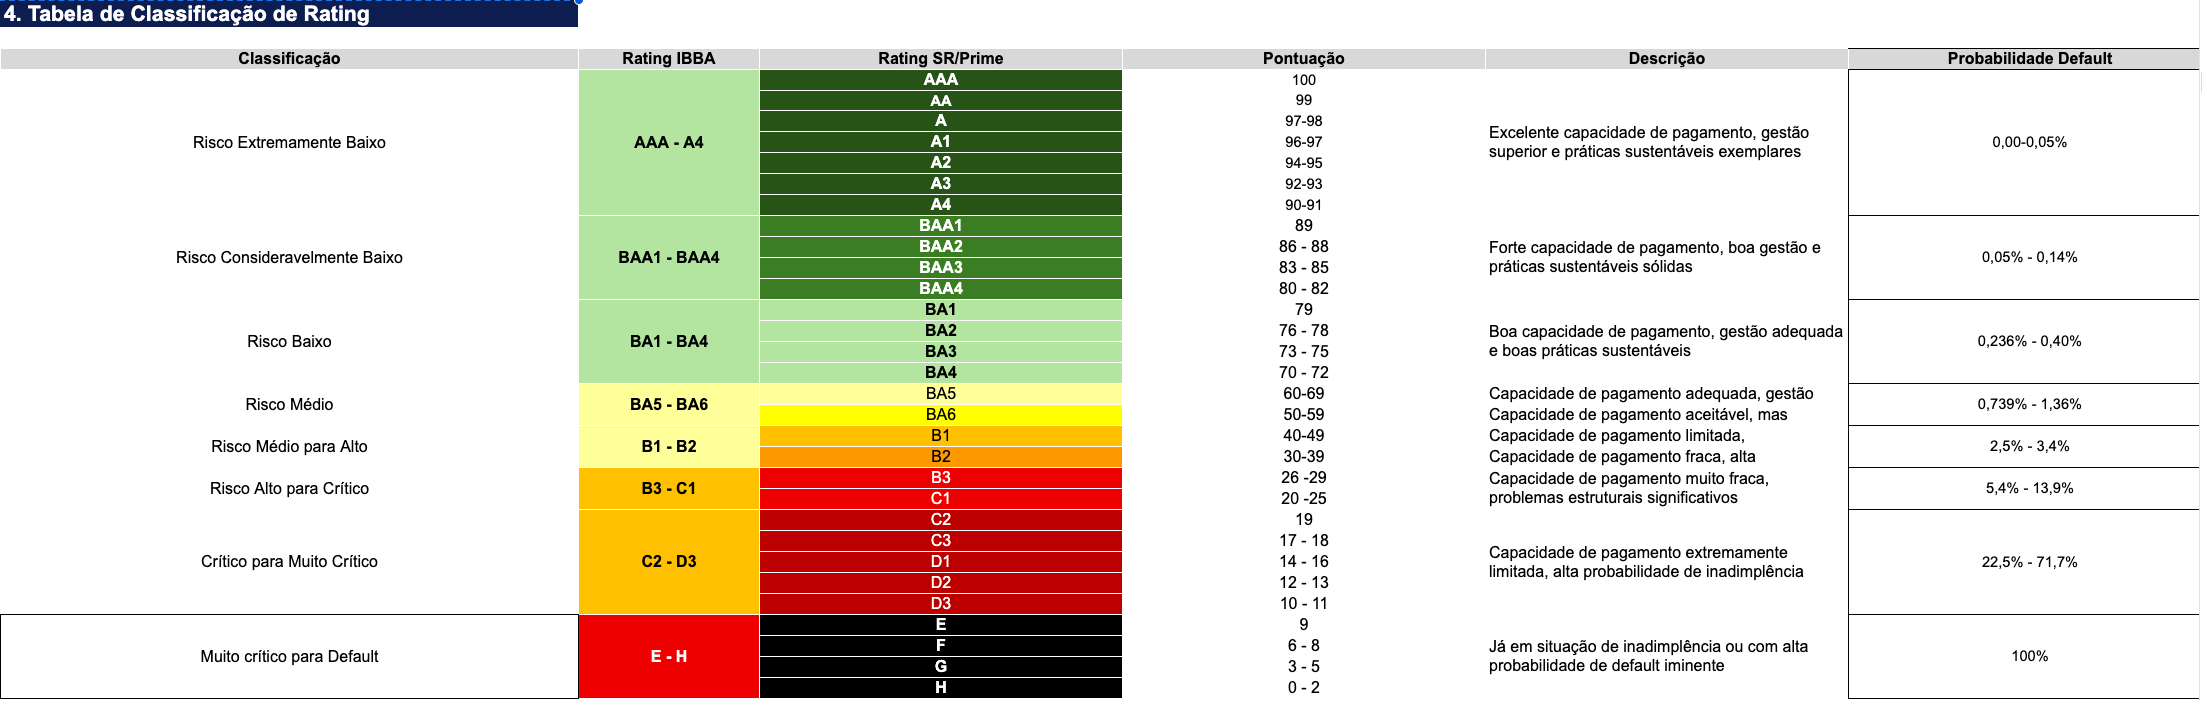 4. Tabela de Classificação de Rating
Classificação Rating IBBA Rating SR/Prime Pontuação Descrição Probabilidade Default
Risco Extremamente Baixo
AAA - A4
AAA 100
AA 99
A 97-98
A1 96-97
A2 94-95
A3 92-93
A4 90-91
Excelente capacidade de pagamento, gestão
superior e práticas sustentáveis exemplares
0,00-0,05%
Risco Consideravelmente Baixo
BAA1 - BAA4
BAA1 89
BAA2 86 - 88
BAA3 83 - 85
BAA4 80 - 82
Forte capacidade de pagamento, boa gestão e
práticas sustentáveis sólidas
0,05% - 0,14%
Risco Baixo
BA1 - BA4
BA1 79
BA2 76 - 78
BA3 73 - 75
BA4 70 - 72
Boa capacidade de pagamento, gestão adequada
e boas práticas sustentáveis
0,236% - 0,40%
Risco Médio
BA5 - BA6
BA5 60-69 Capacidade de pagamento adequada, gestão
BA6 50-59 Capacidade de pagamento aceitável, mas
0,739% - 1,36%
Risco Médio para Alto
B1 - B2
B1 40-49 Capacidade de pagamento limitada,
B2 30-39 Capacidade de pagamento fraca, alta
2,5% - 3,4%
Risco Alto para Crítico
B3 - C1
B3 26 -29
C1 20 -25
Capacidade de pagamento muito fraca,
problemas estruturais significativos
5,4% - 13,9%
Crítico para Muito Crítico
C2 - D3
C2 19
C3 17 - 18
D1 14 - 16
D2 12 - 13
D3 10 - 11
Capacidade de pagamento extremamente
limitada, alta probabilidade de inadimplência
22,5% - 71,7%
Muito crítico para Default
E - H
E 9
F 6 - 8
G 3 - 5
H 0 - 2
Já em situação de inadimplência ou com alta
probabilidade de default iminente
100%